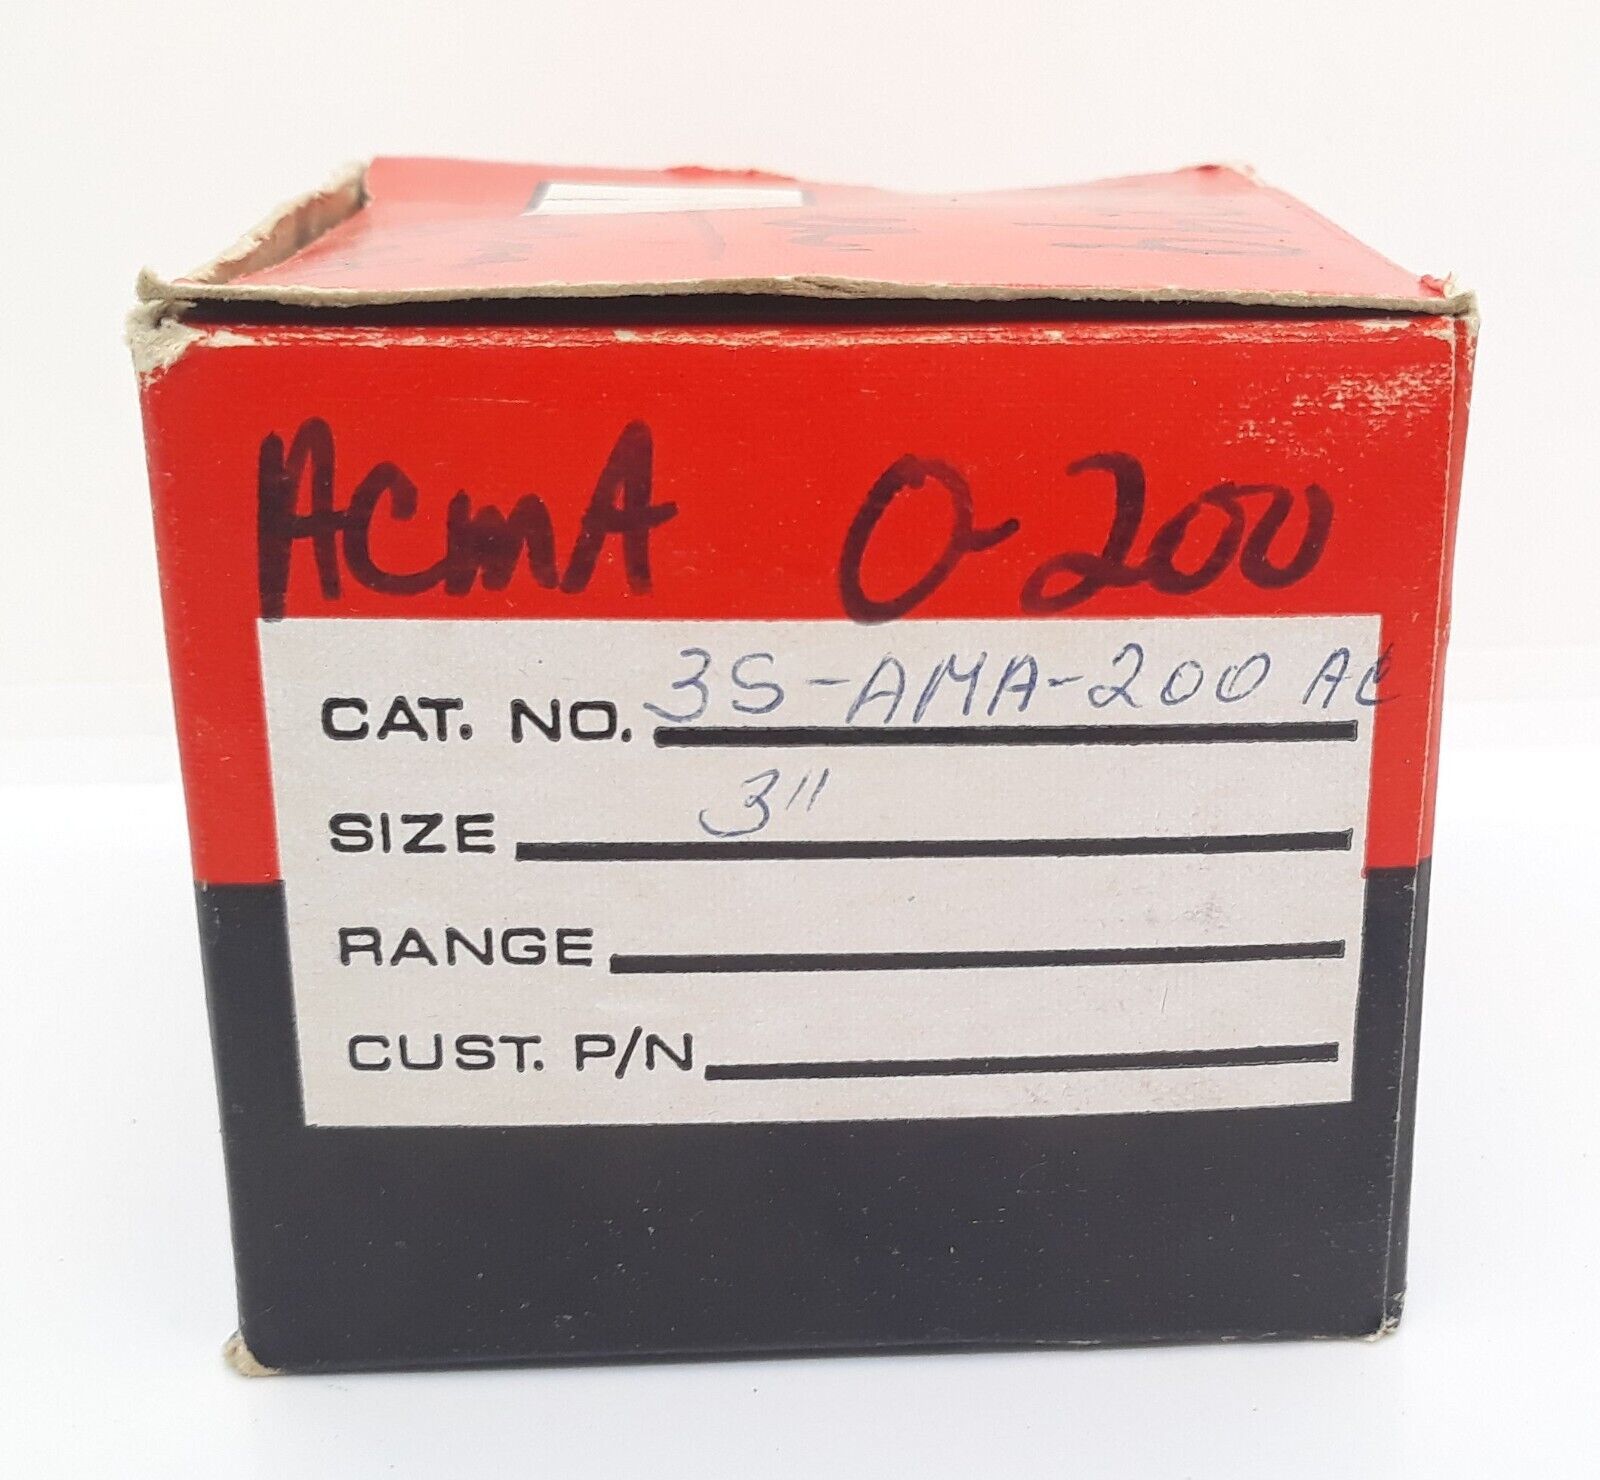 ACMA 0-200
CAT. NO. 3S-AMA-200 AC
SIZE 3"
RANGE
CUST. P/N